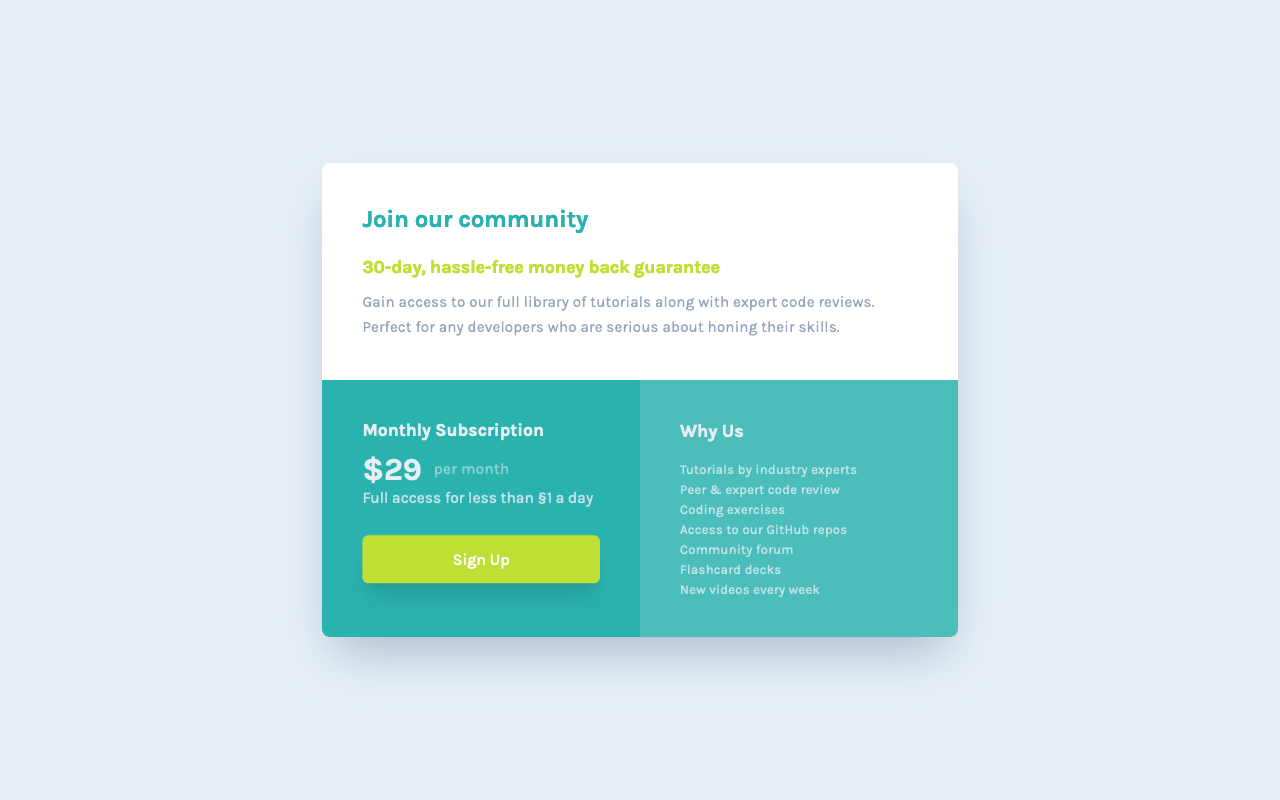 Join our community
30-day, hassle-free money back guarantee
Gain access to our full library of tutorials along with expert code reviews.
Perfect for any developers who are serious about honing their skills.
Monthly Subscription
$29 per month
Full access for less than §1 a day
Sign Up
Why Us
Tutorials by industry experts
Peer & expert code review
Coding exercises
Access to our GitHub repos
Community forum
Flashcard decks
New videos every week